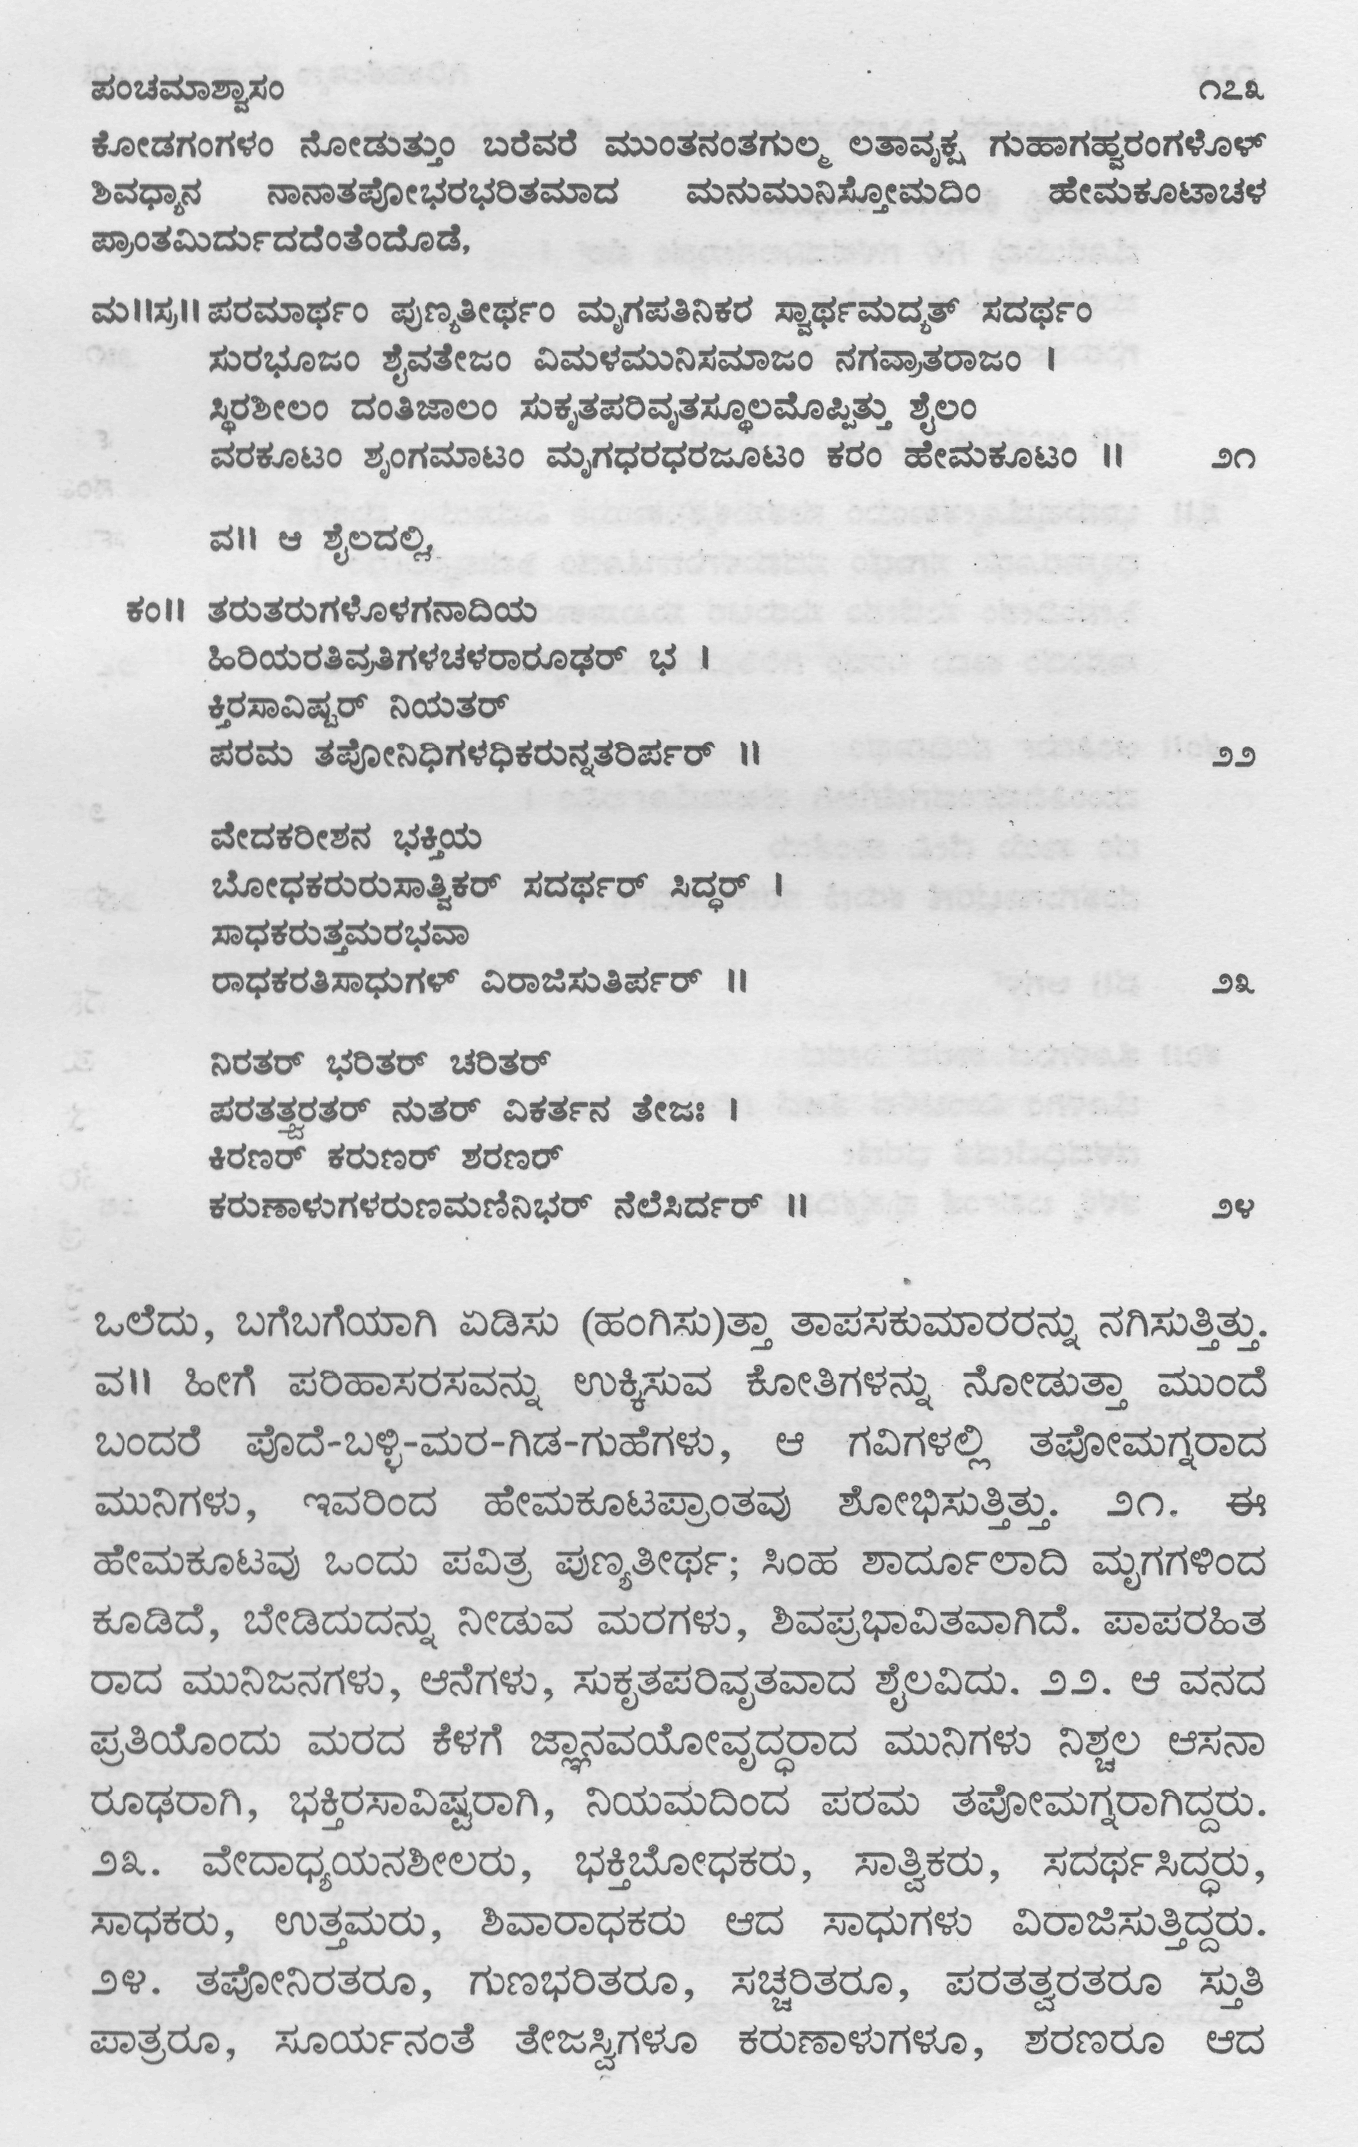 ಪಂಚಮಾಶ್ವಾಸಂ ೧೭೩
ಕೋಡಗಂಗಳಂ ನೋಡುತ್ತುಂ ಬರೆವರೆ ಮುಂತನಂತಗುಲ್ಮ ಲತಾವೃಕ್ಷ ಗುಹಾಗಹ್ವರಂಗಳೊಳ್
ಶಿವಧ್ಯಾನ ನಾನಾತಪೋಭರಭರಿತಮಾದ ಮನುಮುನಿಸ್ತೋಮದಿಂ ಹೇಮಕೂಟಾಚಳ
ಪ್ರಾಂತಮಿರ್ದುದದೆಂತೆಂದೊಡೆ,
ಮ॥ಸ್ರ॥ ಪರಮಾರ್ಥಂ ಪುಣ್ಯತೀರ್ಥಂ ಮೃಗಪತಿನಿಕರ ಸ್ವಾರ್ಥಮದ್ಯತ್ ಸದರ್ಥಂ
ಸುರಭೂಜಂ ಶೈವತೇಜಂ ವಿಮಳಮುನಿಸಮಾಜಂ ನಗವ್ರಾತರಾಜಂ ।
ಸ್ಥಿರಶೀಲಂ ದಂತಿಜಾಲಂ ಸುಕೃತಪರಿವೃತಸ್ಥೂಲಮೊಪ್ಪಿತ್ತು ಶೈಲಂ
ವರಕೂಟಂ ಶೃಂಗಮಾಟಂ ಮೃಗಧರಧರಜೂಟಂ ಕರಂ ಹೇಮಕೂಟಂ ॥ ೨೧
ವ॥ ಆ ಶೈಲದಲ್ಲಿ,
ಕಂ॥ ತರುತರುಗಳೊಳಗನಾದಿಯ
ಹಿರಿಯರತಿವ್ರತಿಗಳಚಳರಾರೂಢರ್ ಭ ।
ಕ್ತಿರಸಾವಿಷ್ಟರ್ ನಿಯತರ್
ಪರಮ ತಪೋನಿಧಿಗಳಧಿಕರುನ್ನತರಿರ್ಪರ್ ॥ ೨೨
ವೇದಕರೀಶನ ಭಕ್ತಿಯ
ಬೋಧಕರುರುಸಾತ್ವಿಕರ್ ಸದರ್ಥರ್ ಸಿದ್ಧರ್ ।
ಸಾಧಕರುತ್ತಮರಭವಾ
ರಾಧಕರತಿಸಾಧುಗಳ್ ವಿರಾಜಿಸುತಿರ್ಪರ್ ॥ ೨೩
ನಿರತರ್ ಭರಿತರ್ ಚರಿತರ್
ಪರತತ್ತ್ವರತರ್ ನುತರ್ ವಿಕರ್ತನ ತೇಜಃ ।
ಕಿರಣರ್ ಕರುಣರ್ ಶರಣರ್
ಕರುಣಾಳುಗಳರುಣಮಣಿನಿಭರ್ ನೆಲೆಸಿರ್ದರ್ ॥ ೨೪
ಒಲೆದು, ಬಗೆಬಗೆಯಾಗಿ ಏಡಿಸು (ಹಂಗಿಸು)ತ್ತಾ ತಾಪಸಕುಮಾರರನ್ನು ನಗಿಸುತ್ತಿತ್ತು.
ವ॥ ಹೀಗೆ ಪರಿಹಾಸರಸವನ್ನು ಉಕ್ಕಿಸುವ ಕೋತಿಗಳನ್ನು ನೋಡುತ್ತಾ ಮುಂದೆ
ಬಂದರೆ ಪೊದೆ-ಬಳ್ಳಿ-ಮರ-ಗಿಡ-ಗುಹೆಗಳು, ಆ ಗವಿಗಳಲ್ಲಿ ತಪೋಮಗ್ನರಾದ
ಮುನಿಗಳು, ಇವರಿಂದ ಹೇಮಕೂಟಪ್ರಾಂತವು ಶೋಭಿಸುತ್ತಿತ್ತು. ೨೧. ಈ
ಹೇಮಕೂಟವು ಒಂದು ಪವಿತ್ರ ಪುಣ್ಯತೀರ್ಥ; ಸಿಂಹ ಶಾರ್ದೂಲಾದಿ ಮೃಗಗಳಿಂದ
ಕೂಡಿದೆ, ಬೇಡಿದುದನ್ನು ನೀಡುವ ಮರಗಳು, ಶಿವಪ್ರಭಾವಿತವಾಗಿದೆ. ಪಾಪರಹಿತ
ರಾದ ಮುನಿಜನಗಳು, ಆನೆಗಳು, ಸುಕೃತಪರಿವೃತವಾದ ಶೈಲವಿದು. ೨೨. ಆ ವನದ
ಪ್ರತಿಯೊಂದು ಮರದ ಕೆಳಗೆ ಜ್ಞಾನವಯೋವೃದ್ಧರಾದ ಮುನಿಗಳು ನಿಶ್ಚಲ ಆಸನಾ
ರೂಢರಾಗಿ, ಭಕ್ತಿರಸಾವಿಷ್ಟರಾಗಿ, ನಿಯಮದಿಂದ ಪರಮ ತಪೋಮಗ್ನರಾಗಿದ್ದರು.
೨೩. ವೇದಾಧ್ಯಯನಶೀಲರು, ಭಕ್ತಿಬೋಧಕರು, ಸಾತ್ವಿಕರು, ಸದರ್ಥಸಿದ್ಧರು,
ಸಾಧಕರು, ಉತ್ತಮರು, ಶಿವಾರಾಧಕರು ಆದ ಸಾಧುಗಳು ವಿರಾಜಿಸುತ್ತಿದ್ದರು.
೨೪. ತಪೋನಿರತರೂ, ಗುಣಭರಿತರೂ, ಸಚ್ಚರಿತರೂ, ಪರತತ್ವರತರೂ ಸ್ತುತಿ
ಪಾತ್ರರೂ, ಸೂರ್ಯನಂತೆ ತೇಜಸ್ವಿಗಳೂ ಕರುಣಾಳುಗಳೂ, ಶರಣರೂ ಆದ